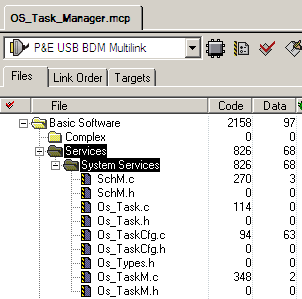 OS_Task_Manager.mcp
P&E USB BDM Multilink
Files Link Order Targets
File Code Data
Basic Software 2158 97
Complex 0 0
Services 826 68
System Services 826 68
SchM.c 270 3
SchM.h 0 0
Os_Task.c 114 0
Os_Task.h 0 0
Os_TaskCfg.c 94 63
Os_TaskCfg.h 0 0
Os_Types.h 0 0
Os_TaskM.c 348 2
Os_TaskM.h 0 0